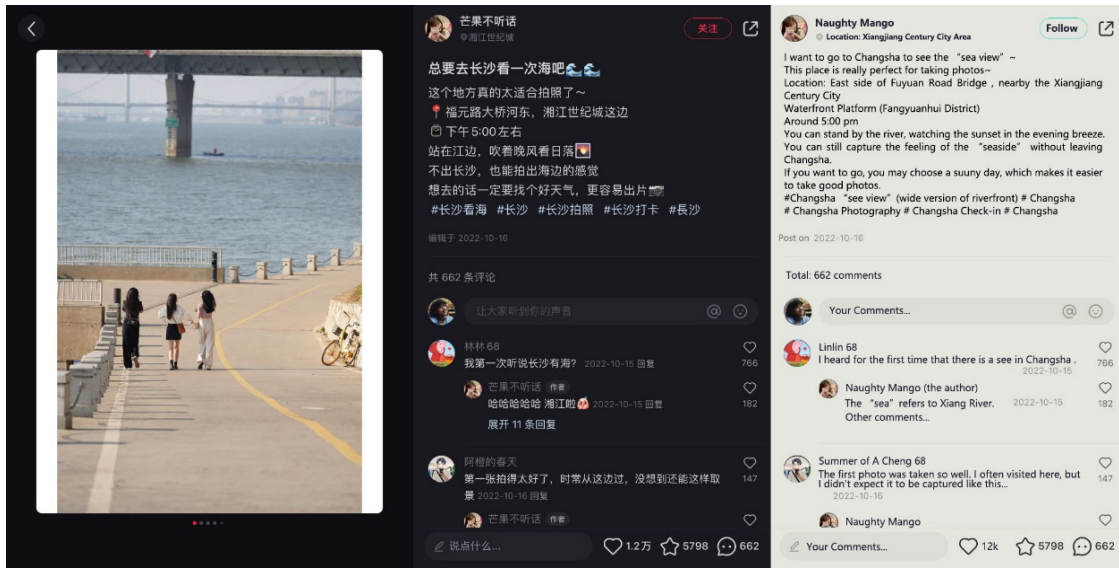 芒果不听话
湘江世纪城
关注
总要去长沙看一次海吧🌊🌊
这个地方真的太适合拍照了～
📍福元路大桥河东，湘江世纪城这边
下午5:00左右
站在江边，吹着晚风看日落🌇
不出长沙，也能拍出海边的感觉
想去的话一定要找个好天气，更容易出片📷
#长沙看海 #长沙 #长沙拍照 #长沙打卡 #長沙
编辑于 2022-10-16
共 662 条评论
让大家听到你的声音
林林68
我第一次听说长沙有海? 2022-10-15 回复
766
芒果不听话 作者
哈哈哈哈哈 湘江啦 2022-10-15 回复
182
展开 11 条回复
阿橙的春天
第一张拍得太好了，时常从这边过，没想到还能这样取
景 2022-10-16 回复
147
芒果不听话 作者
说点什么...
1.2万 5798 662
Naughty Mango
Location: Xiangjiang Century City Area
Follow
I want to go to Changsha to see the “sea view” ~
This place is really perfect for taking photos~
Location: East side of Fuyuan Road Bridge , nearby the Xiangjiang
Century City
Waterfront Platform (Fangyuanhui District)
Around 5:00 pm
You can stand by the river, watching the sunset in the evening breeze.
You can still capture the feeling of the “seaside” without leaving
Changsha.
If you want to go, you may choose a suuny day, which makes it easier
to take good photos.
#Changsha “see view” (wide version of riverfront) # Changsha
# Changsha Photography # Changsha Check-in # Changsha
Post on 2022-10-16
Total: 662 comments
Your Comments...
Linlin 68
I heard for the first time that there is a see in Changsha .
2022-10-15
766
Naughty Mango (the author)
The “sea” refers to Xiang River. 2022-10-15
182
Other comments...
Summer of A Cheng 68
The first photo was taken so well. I often visited here, but
I didn't expect it to be captured like this...
2022-10-16
147
Naughty Mango
Your Comments...
12k 5798 662